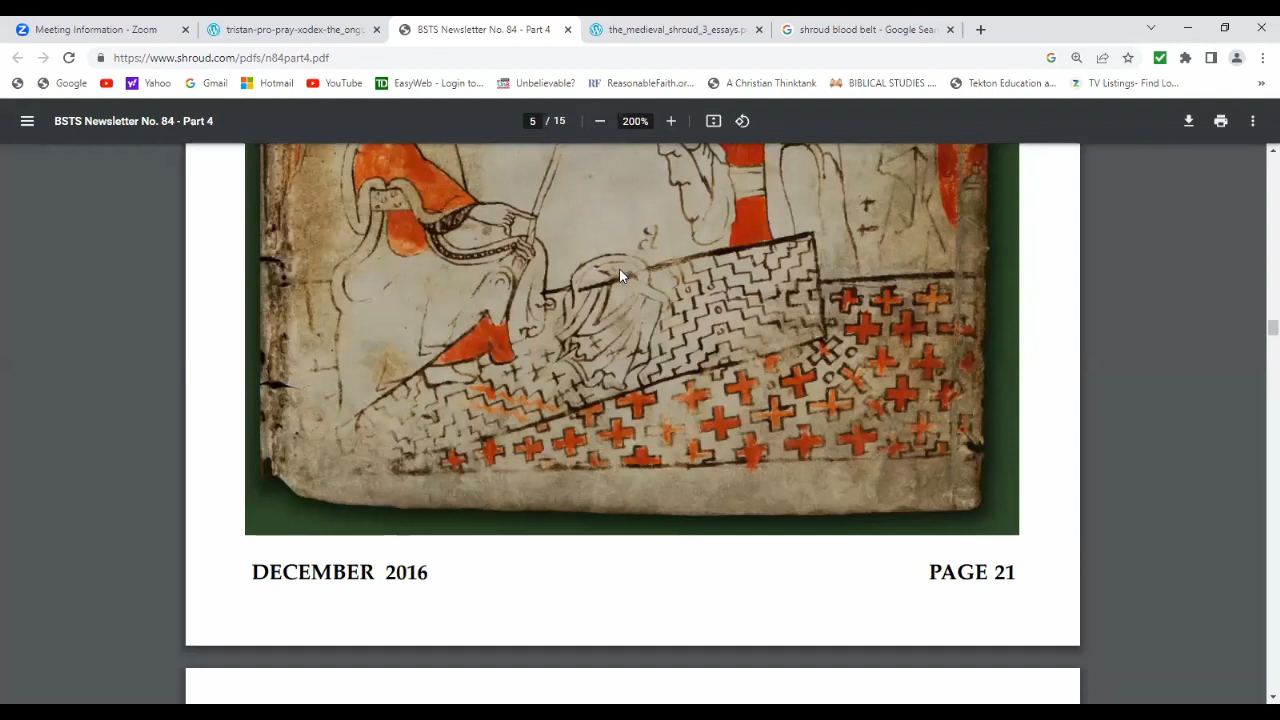 Meeting Information - Zoom
tristan-pro-pray-xodex-the_ong
BSTS Newsletter No. 84 - Part 4
the_medieval_shroud_3_essays.p
shroud blood belt - Google Sear
https://www.shroud.com/pdfs/n84part4.pdf
Google
Yahoo
Gmail
Hotmail
YouTube
EasyWeb - Login to...
Unbelievable?
ReasonableFaith.or...
A Christian Thinktank
BIBLICAL STUDIES ....
Tekton Education a...
TV Listings- Find Lo...
BSTS Newsletter No. 84 - Part 4
5 / 15
200%
DECEMBER 2016
PAGE 21